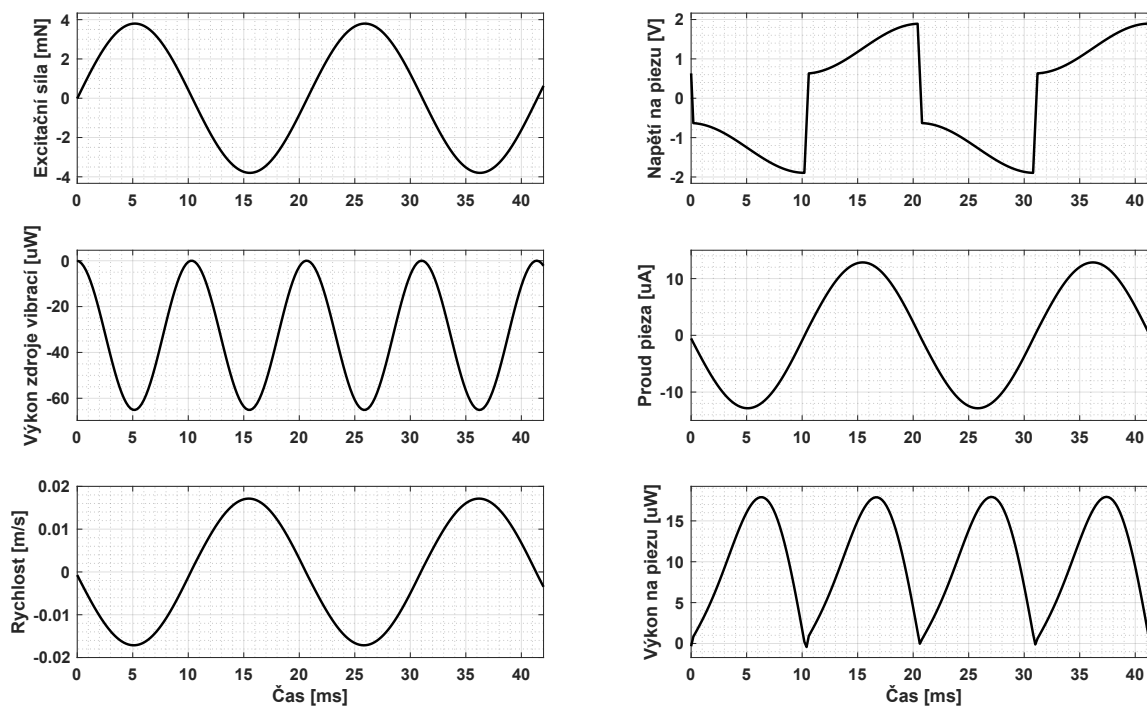 Excitační síla [mN]
4
2
0
-2
-4
0 5 10 15 20 25 30 35 40
Napětí na piezu [V]
2
1
0
-1
-2
0 5 10 15 20 25 30 35 40
Výkon zdroje vibrací [uW]
0
-20
-40
-60
0 5 10 15 20 25 30 35 40
Proud pieza [uA]
10
0
-10
0 5 10 15 20 25 30 35 40
Rychlost [m/s]
0.02
0.01
0
-0.01
-0.02
0 5 10 15 20 25 30 35 40
Čas [ms]
Výkon na piezu [uW]
15
10
5
0
0 5 10 15 20 25 30 35 40
Čas [ms]